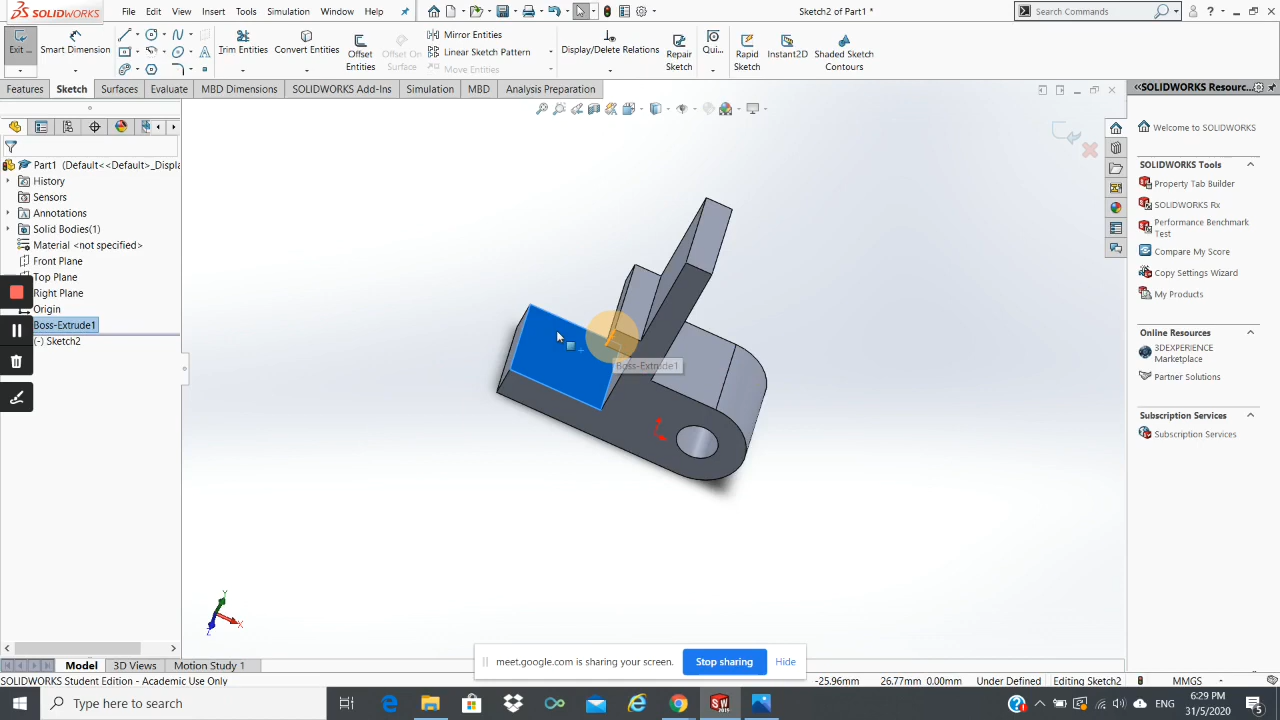 SOLIDWORKS File Edit View Insert Tools Simulation Window Help Sketch2 of Part1 * Search Commands
Exit ... Smart Dimension Trim Entities Convert Entities Offset Entities Offset On Surface Mirror Entities Linear Sketch Pattern Move Entities Display/Delete Relations Repair Sketch Qui... Rapid Sketch Instant2D Shaded Sketch Contours
Features Sketch Surfaces Evaluate MBD Dimensions SOLIDWORKS Add-Ins Simulation MBD Analysis Preparation
SOLIDWORKS Resourc...
Welcome to SOLIDWORKS
SOLIDWORKS Tools
Property Tab Builder
SOLIDWORKS Rx
Performance Benchmark
Test
Compare My Score
Copy Settings Wizard
My Products
Online Resources
3DEXPERIENCE
Marketplace
Partner Solutions
Subscription Services
Subscription Services
Part1 (Default<<Default>_Displa
History
Sensors
Annotations
Solid Bodies(1)
Material <not specified>
Front Plane
Top Plane
Right Plane
Origin
Boss-Extrude1
(-) Sketch2
Boss-Extrude1
Y
X
Z
meet.google.com is sharing your screen. Stop sharing Hide
Model 3D Views Motion Study 1
SOLIDWORKS Student Edition - Academic Use Only -25.96mm 26.77mm 0.00mm Under Defined Editing Sketch2 MMGS
Type here to search ENG 6:29 PM
31/5/2020